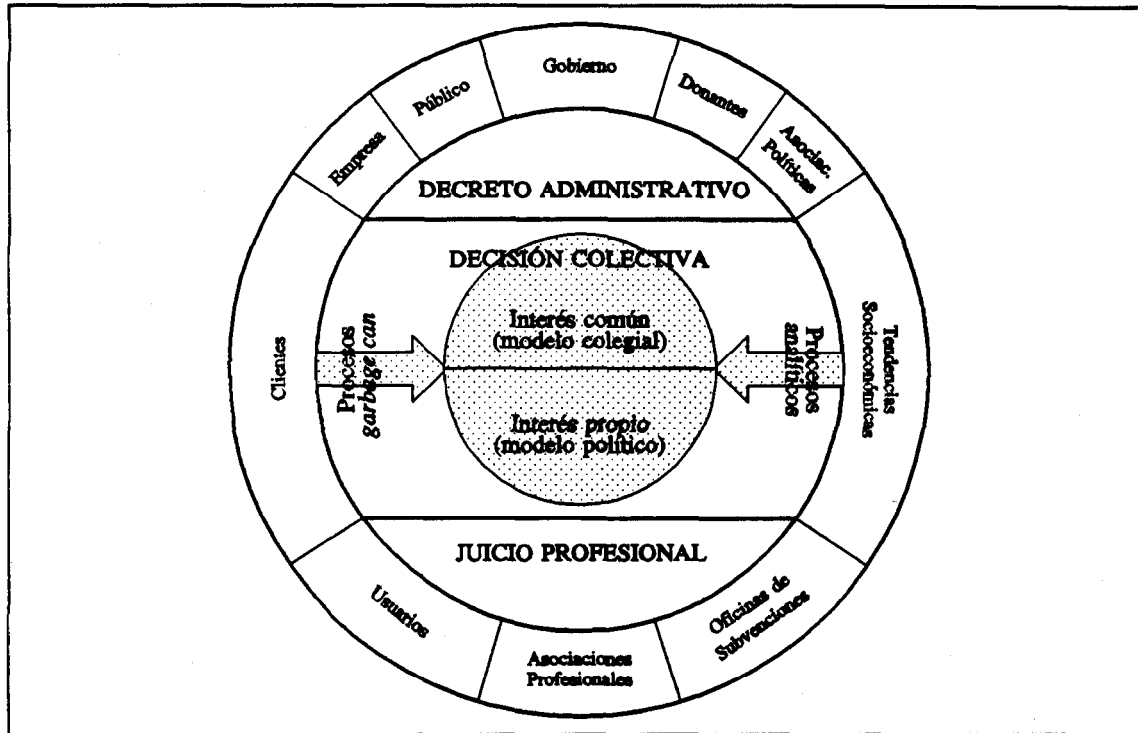 Gobierno
Público
Donantes
Empresa
Asociac.
Políticas
DECRETO ADMINISTRATIVO
DECISIÓN COLECTIVA
Interés común
(modelo colegial)
Procesos
garbage can
Procesos
analíticos
Clientes
Tendencias
Socioeconómicas
Interés propio
(modelo político)
JUICIO PROFESIONAL
Usuarios
Oficinas de
Subvenciones
Asociaciones
Profesionales